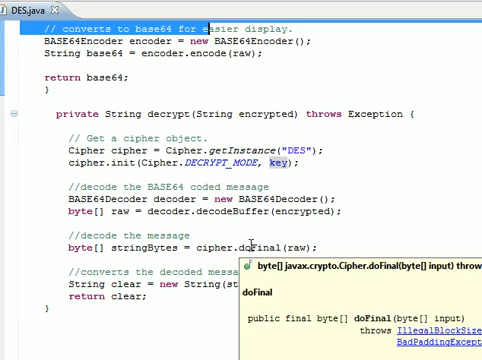 DES.java
// converts to base64 for easier display.
BASE64Encoder encoder = new BASE64Encoder();
String base64 = encoder.encode(raw);
return base64;
}
private String decrypt(String encrypted) throws Exception {
// Get a cipher object.
Cipher cipher = Cipher.getInstance("DES");
cipher.init(Cipher.DECRYPT_MODE, key);
//decode the BASE64 coded message
BASE64Decoder decoder = new BASE64Decoder();
byte[] raw = decoder.decodeBuffer(encrypted);
//decode the message
byte[] stringBytes = cipher.doFinal(raw);
//converts the decoded messa
String clear = new String(st
return clear;
}
byte[] javax.crypto.Cipher.doFinal(byte[] input) throw
doFinal
public final byte[] doFinal(byte[] input)
throws IllegalBlockSize
BadPaddingExcept